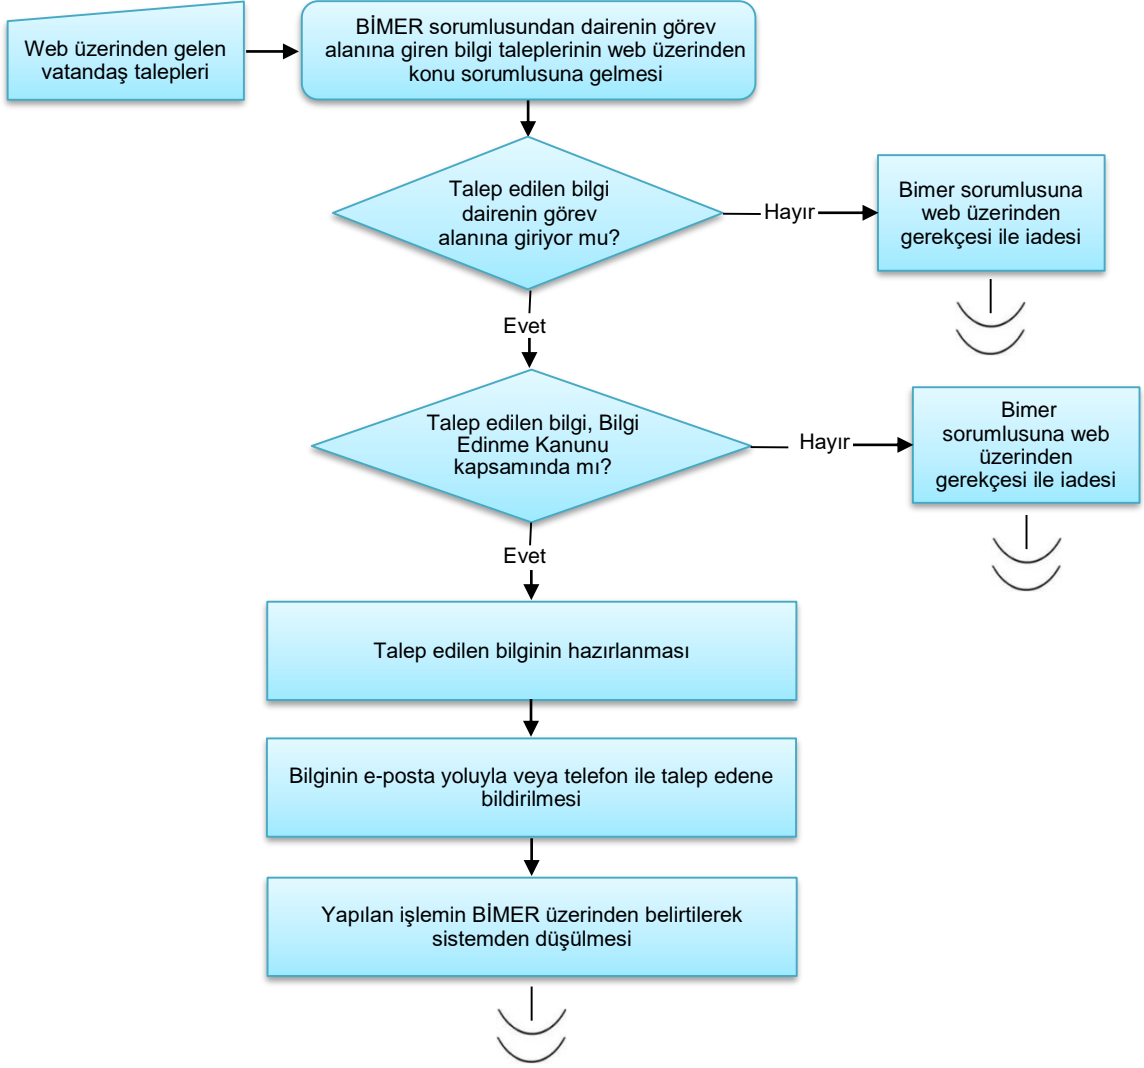 Web üzerinden gelen
vatandaş talepleri
BİMER sorumlusundan dairenin görev
alanına giren bilgi taleplerinin web üzerinden
konu sorumlusuna gelmesi
Talep edilen bilgi
dairenin görev
alanına giriyor mu?
Hayır
Bimer sorumlusuna
web üzerinden
gerekçesi ile iadesi
Evet
Talep edilen bilgi, Bilgi
Edinme Kanunu
kapsamında mı?
Hayır
Bimer
sorumlusuna web
üzerinden
gerekçesi ile iadesi
Evet
Talep edilen bilginin hazırlanması
Bilginin e-posta yoluyla veya telefon ile talep edene
bildirilmesi
Yapılan işlemin BİMER üzerinden belirtilerek
sistemden düşülmesi